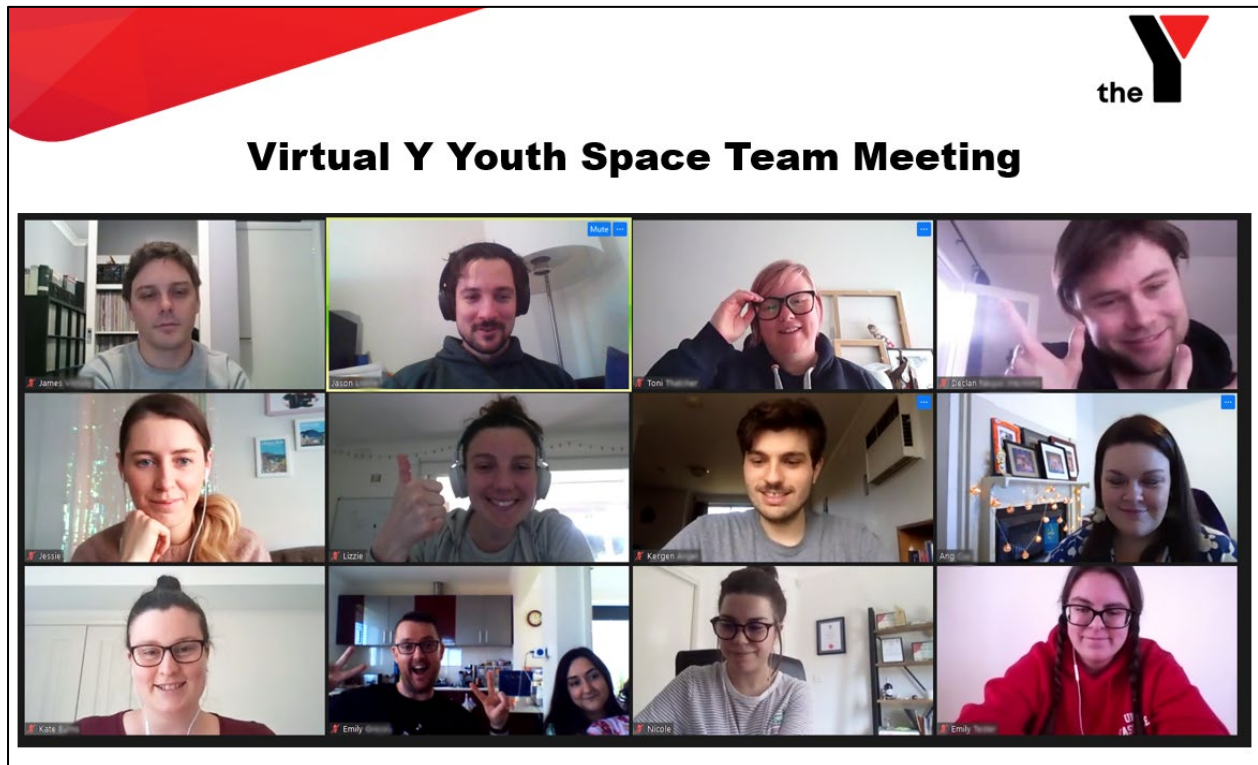 the Y
Virtual Y Youth Space Team Meeting
Mute
James
Jason
Toni Thatcher
Declan
Jessie
Lizzie
Kergen
Ang
Kate
Emily
Nicole
Emily